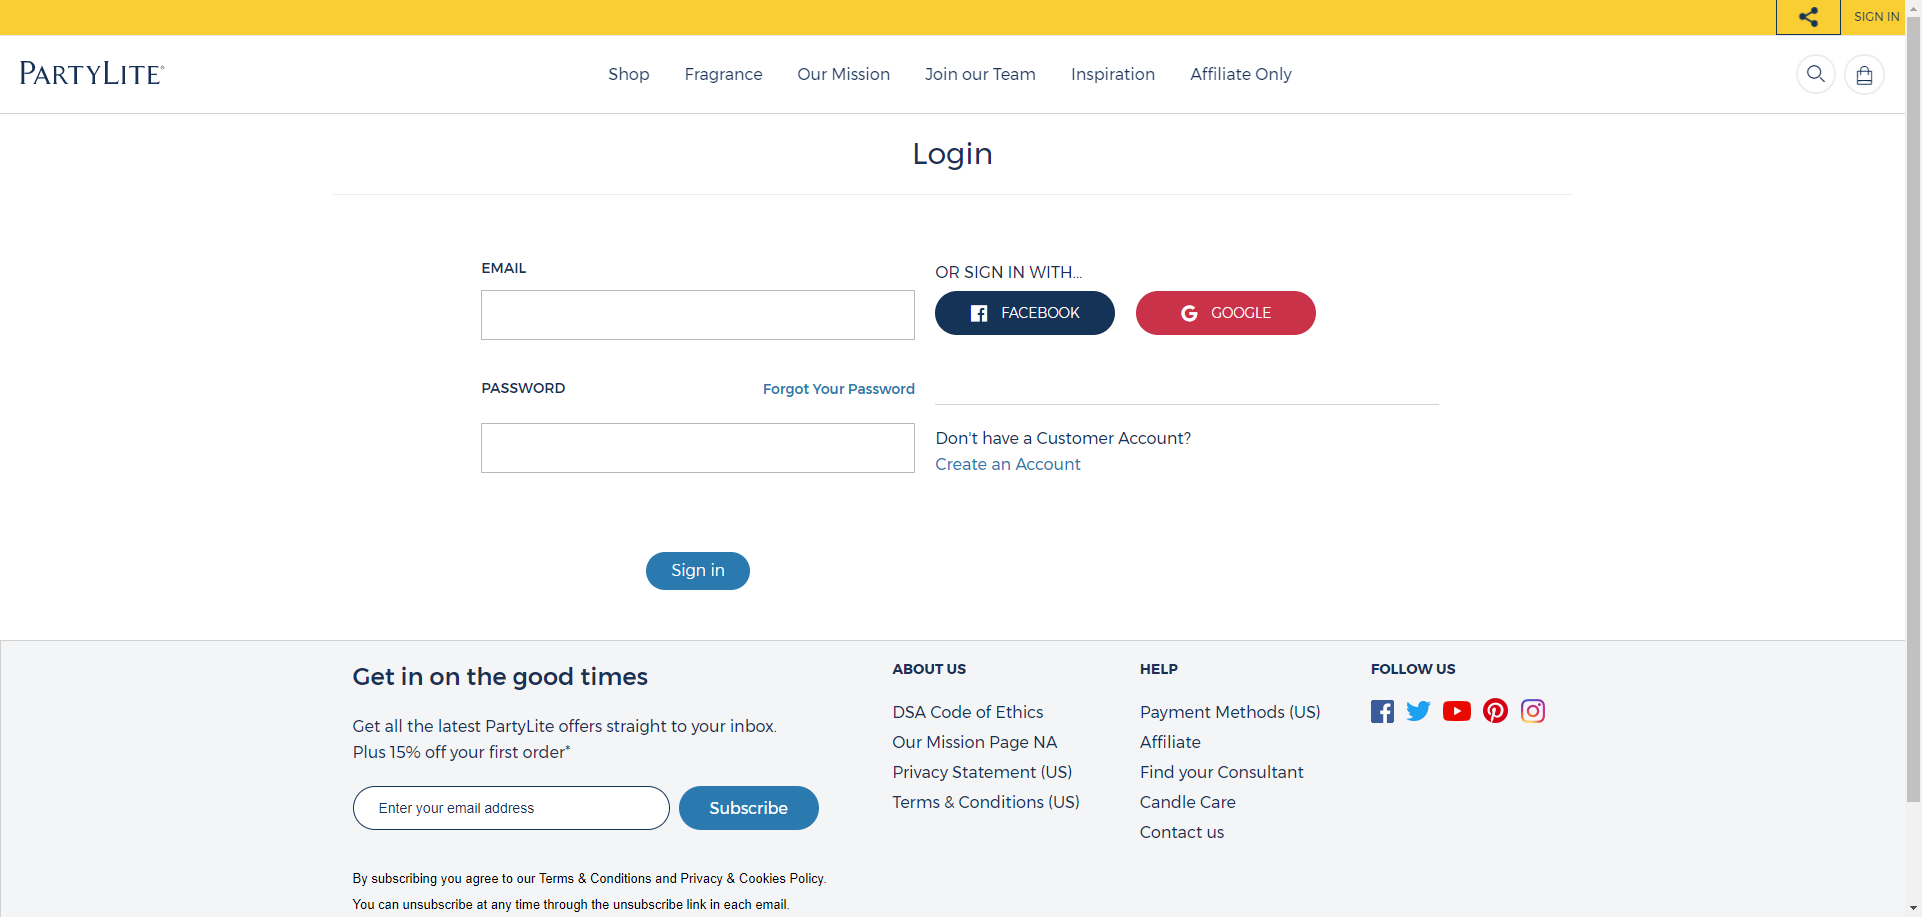 SIGN IN
PARTYLITE®
Shop
Fragrance
Our Mission
Join our Team
Inspiration
Affiliate Only
Login
EMAIL
OR SIGN IN WITH...
FACEBOOK
GOOGLE
PASSWORD
Forgot Your Password
Don't have a Customer Account?
Create an Account
Sign in
Get in on the good times
Get all the latest PartyLite offers straight to your inbox.
Plus 15% off your first order*
Enter your email address
Subscribe
By subscribing you agree to our Terms & Conditions and Privacy & Cookies Policy.
You can unsubscribe at any time through the unsubscribe link in each email.
ABOUT US
DSA Code of Ethics
Our Mission Page NA
Privacy Statement (US)
Terms & Conditions (US)
HELP
Payment Methods (US)
Affiliate
Find your Consultant
Candle Care
Contact us
FOLLOW US